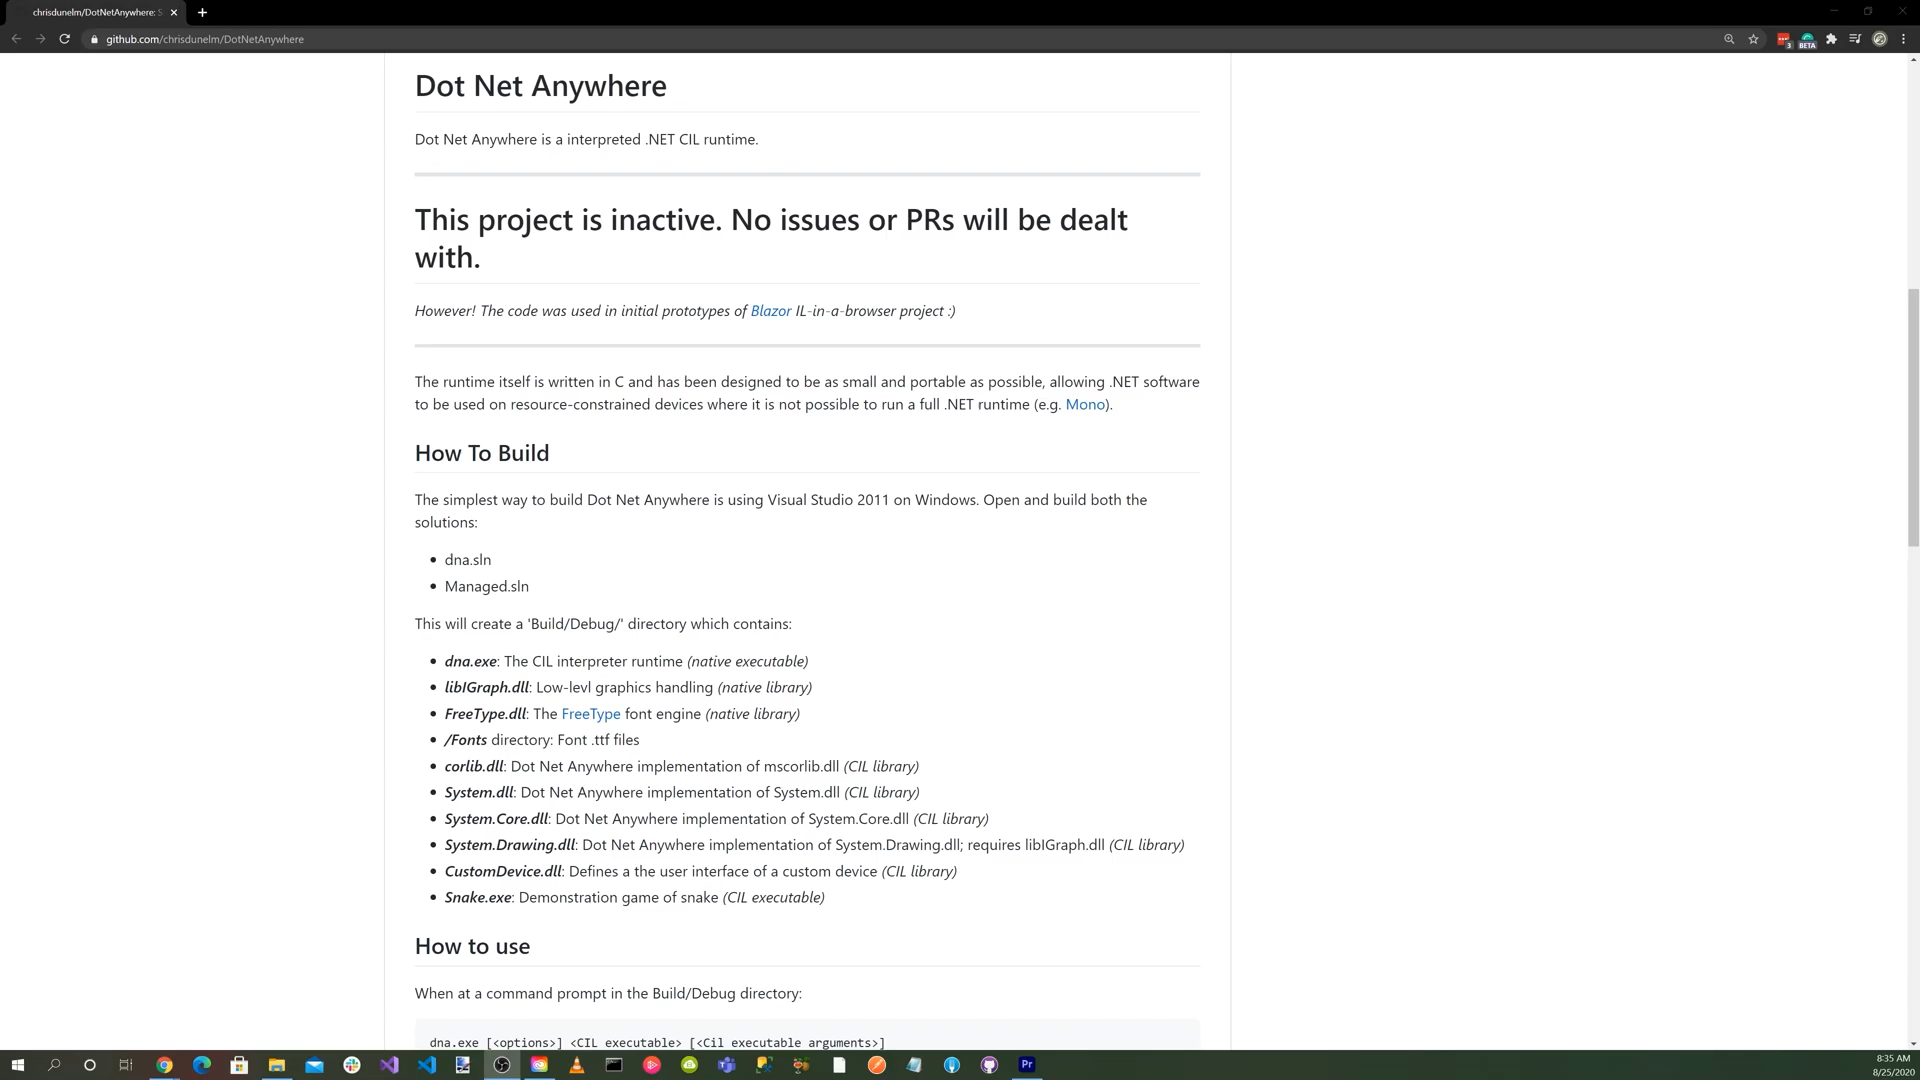 chrisdunelm/DotNetAnywhere: S
github.com/chrisdunelm/DotNetAnywhere
3
BETA
Dot Net Anywhere
Dot Net Anywhere is a interpreted .NET CIL runtime.
This project is inactive. No issues or PRs will be dealt
with.
However! The code was used in initial prototypes of Blazor IL-in-a-browser project :)
The runtime itself is written in C and has been designed to be as small and portable as possible, allowing .NET software
to be used on resource-constrained devices where it is not possible to run a full .NET runtime (e.g. Mono).
How To Build
The simplest way to build Dot Net Anywhere is using Visual Studio 2011 on Windows. Open and build both the
solutions:
• dna.sln
• Managed.sln
This will create a 'Build/Debug/' directory which contains:
• dna.exe: The CIL interpreter runtime (native executable)
• libIGraph.dll: Low-levl graphics handling (native library)
• FreeType.dll: The FreeType font engine (native library)
• /Fonts directory: Font .ttf files
• corlib.dll: Dot Net Anywhere implementation of mscorlib.dll (CIL library)
• System.dll: Dot Net Anywhere implementation of System.dll (CIL library)
• System.Core.dll: Dot Net Anywhere implementation of System.Core.dll (CIL library)
• System.Drawing.dll: Dot Net Anywhere implementation of System.Drawing.dll; requires libIGraph.dll (CIL library)
• CustomDevice.dll: Defines a the user interface of a custom device (CIL library)
• Snake.exe: Demonstration game of snake (CIL executable)
How to use
When at a command prompt in the Build/Debug directory:
dna.exe [<options>] <CIL executable> [<Cil executable arguments>]
Pr
8:35 AM
8/25/2020